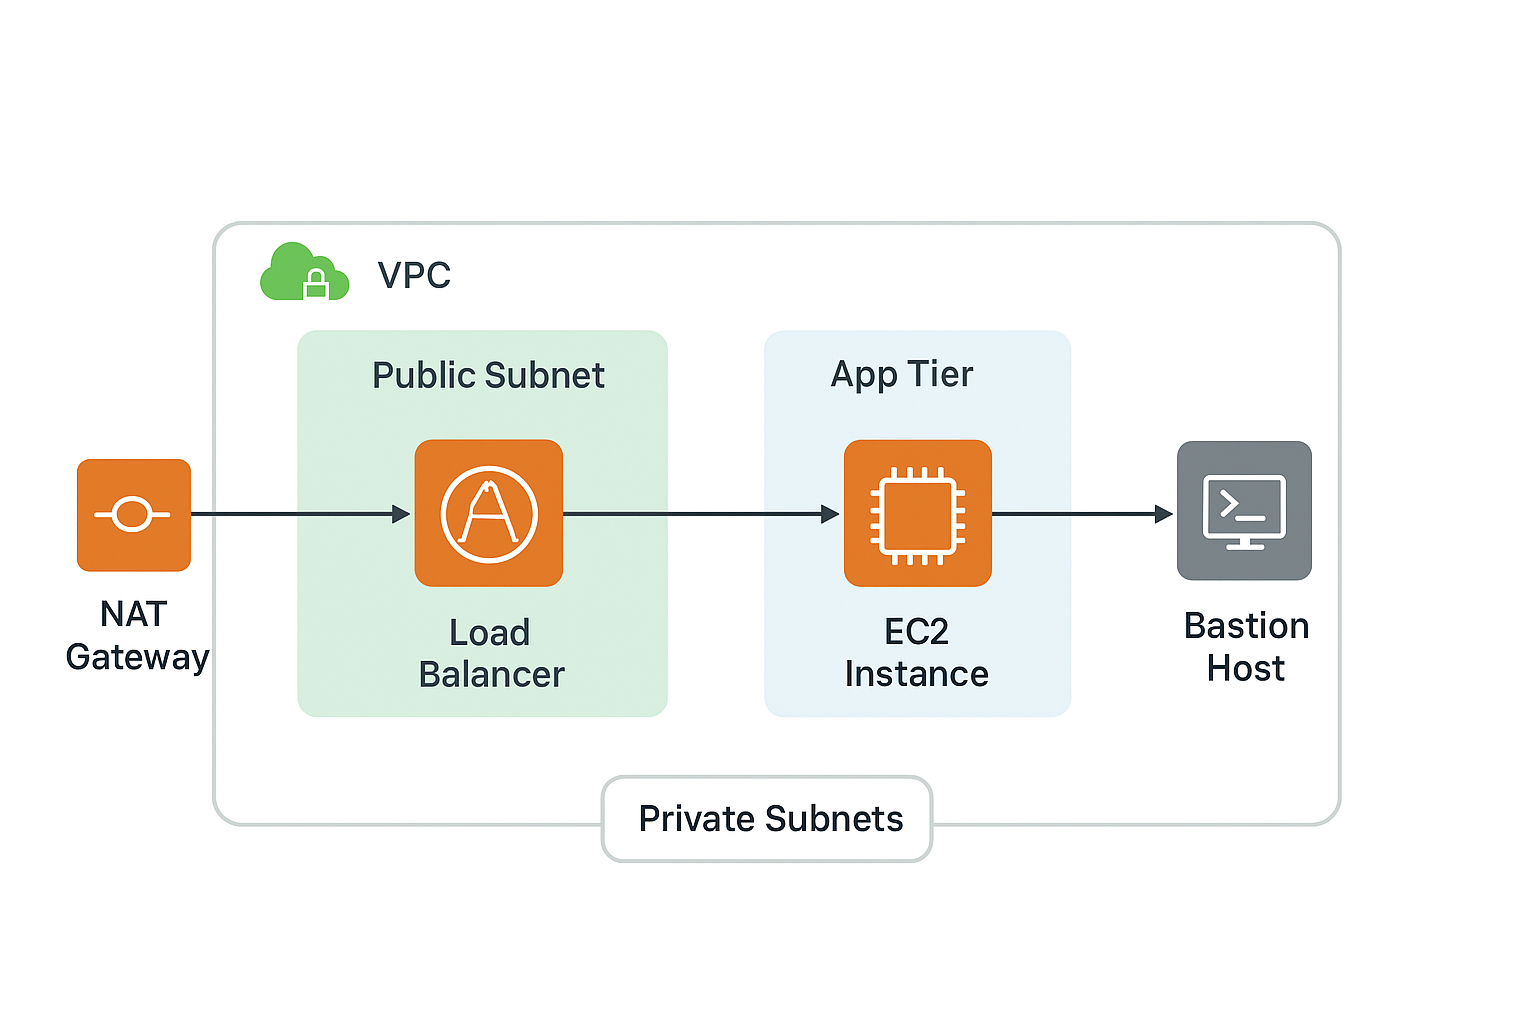 VPC
Public Subnet
App Tier
NAT
Gateway
Load
Balancer
EC2
Instance
Bastion
Host
Private Subnets